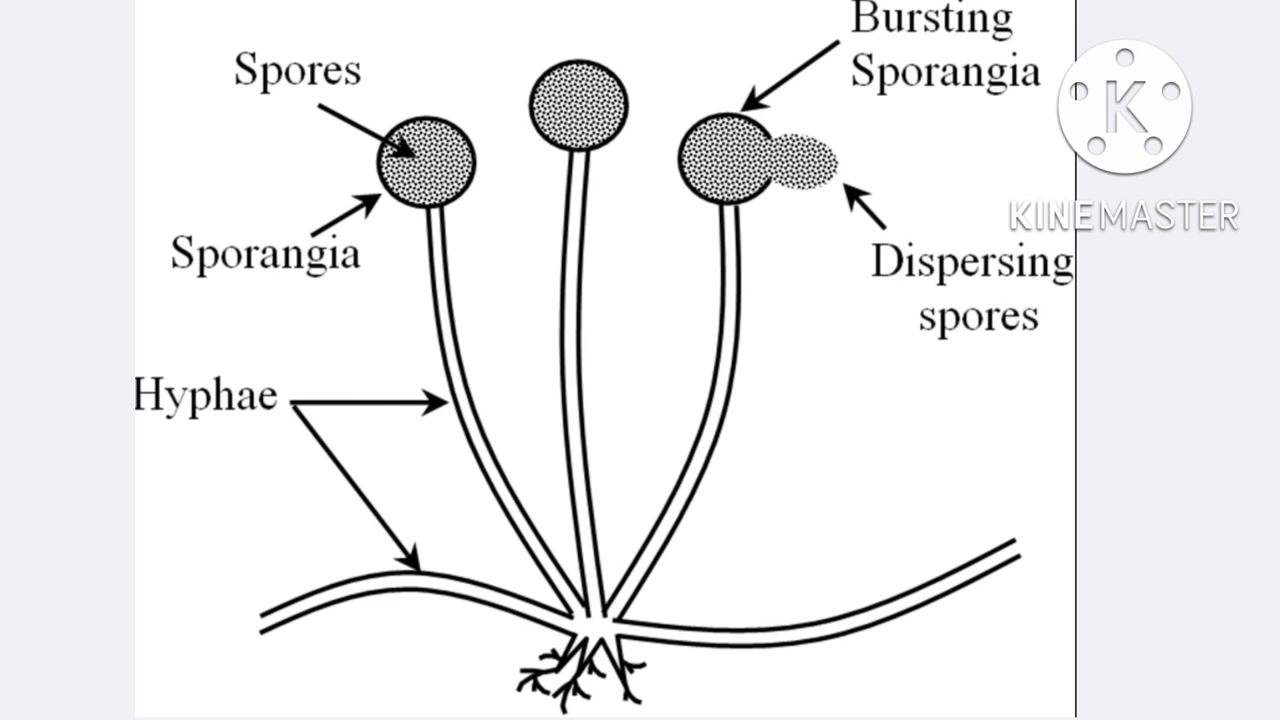 Bursting
Sporangia
Spores
Sporangia
Dispersing
spores
Hyphae
K
KINEMASTER